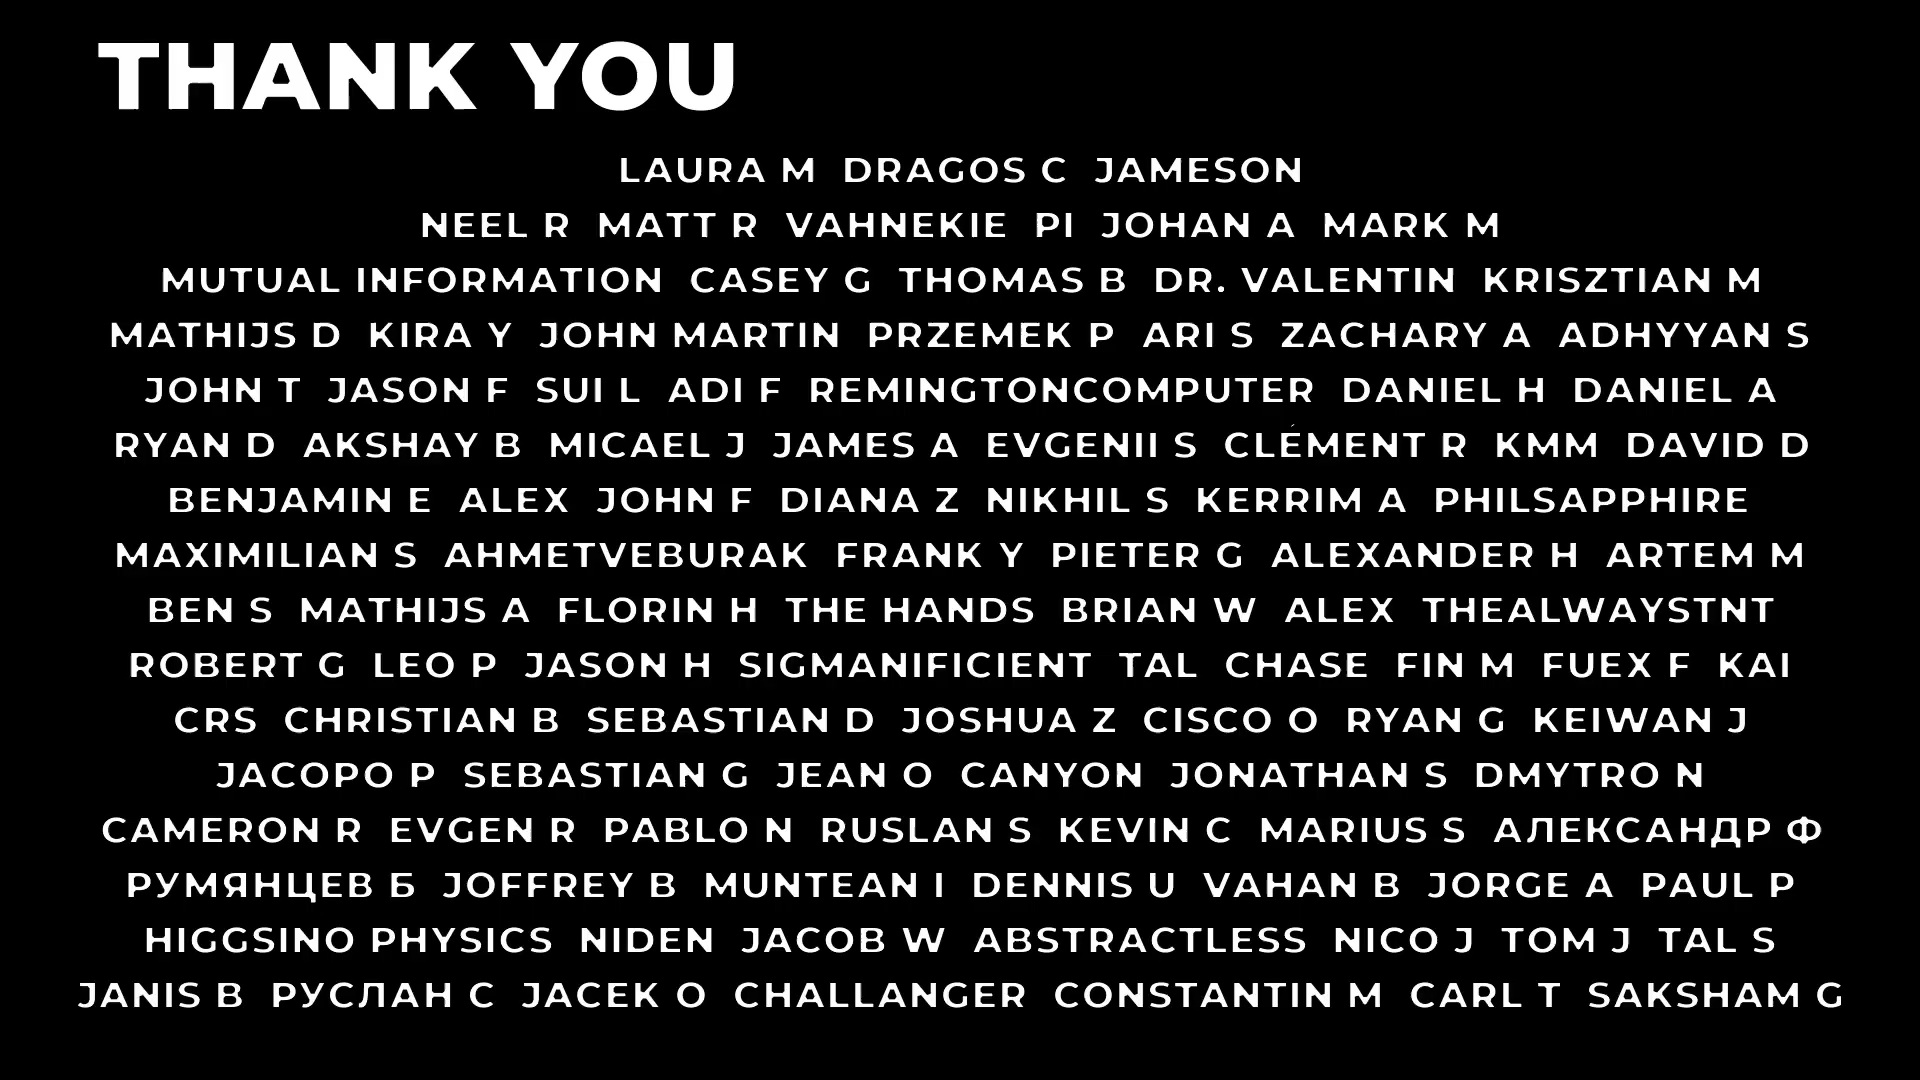 THANK YOU
LAURA M DRAGOS C JAMESON
NEEL R MATT R VAHNEKIE PI JOHAN A MARK M
MUTUAL INFORMATION CASEY G THOMAS B DR. VALENTIN KRISZTIAN M
MATHIJS D KIRA Y JOHN MARTIN PRZEMEK P ARI S ZACHARY A ADHYYAN S
JOHN T JASON F SUI L ADI F REMINGTONCOMPUTER DANIEL H DANIEL A
RYAN D AKSHAY B MICAEL J JAMES A EVGENII S CLÉMENT R KMM DAVID D
BENJAMIN E ALEX JOHN F DIANA Z NIKHIL S KERRIM A PHILSAPPHIRE
MAXIMILIAN S AHMETVEBURAK FRANK Y PIETER G ALEXANDER H ARTEM M
BEN S MATHIJS A FLORIN H THE HANDS BRIAN W ALEX THEALWAYSTNT
ROBERT G LEO P JASON H SIGMANIFICIENT TAL CHASE FIN M FUEX F KAI
CRS CHRISTIAN B SEBASTIAN D JOSHUA Z CISCO O RYAN G KEIWAN J
JACOPO P SEBASTIAN G JEAN O CANYON JONATHAN S DMYTRO N
CAMERON R EVGEN R PABLO N RUSLAN S KEVIN C MARIUS S АЛЕКСАНДР Ф
РУМЯНЦЕВ Б JOFFREY B MUNTEAN I DENNIS U VAHAN B JORGE A PAUL P
HIGGSINO PHYSICS NIDEN JACOB W ABSTRACTLESS NICO J TOM J TAL S
JANIS B РУСЛАН С JACEK O CHALLANGER CONSTANTIN M CARL T SAKSHAM G